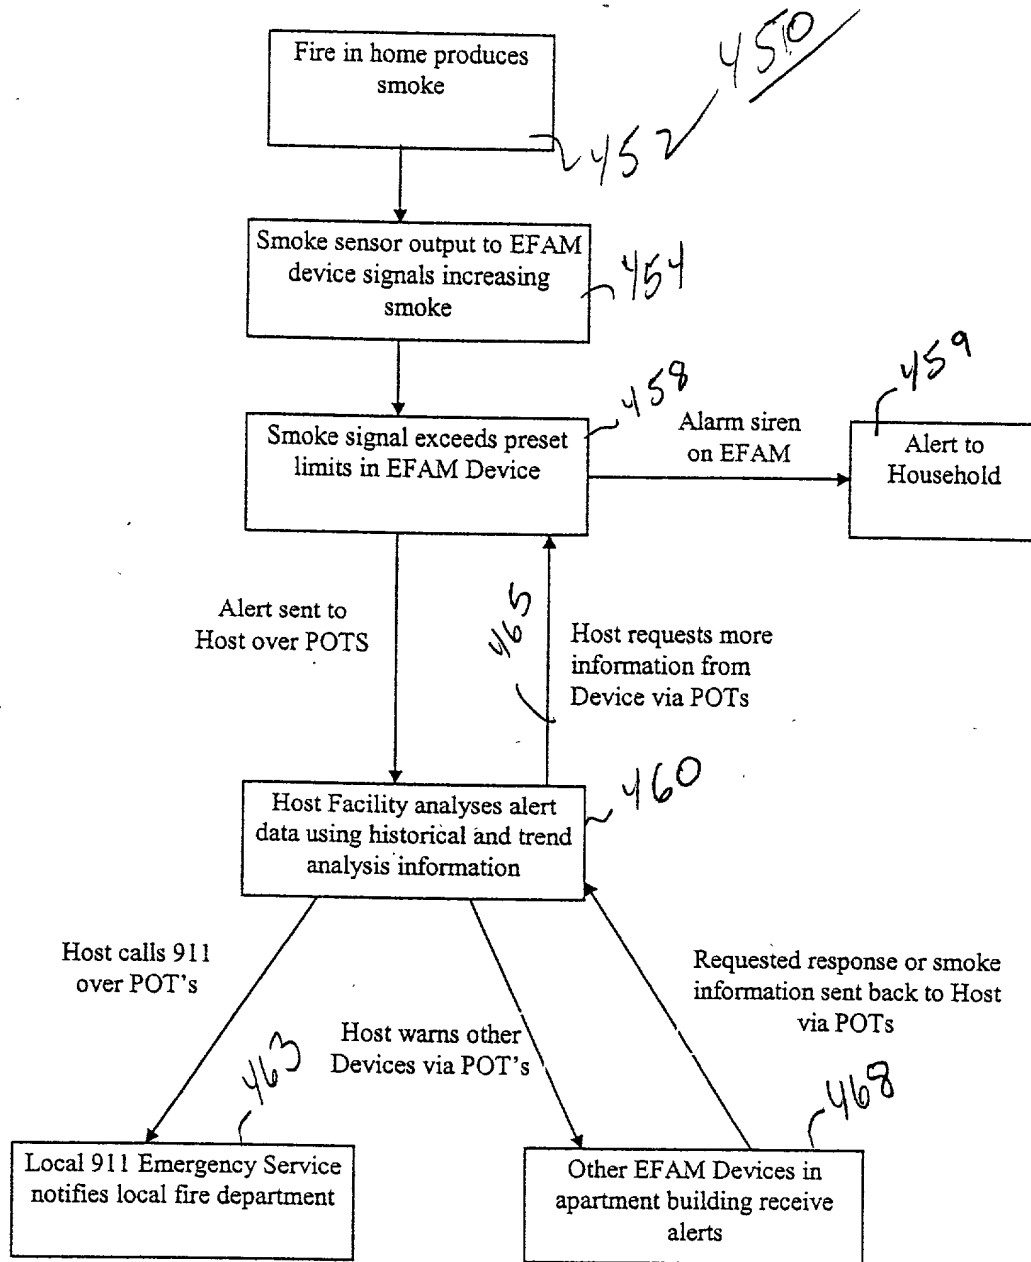 4510
Fire in home produces
smoke
452
Smoke sensor output to EFAM
device signals increasing
smoke
454
459
458
Smoke signal exceeds preset
limits in EFAM Device
Alarm siren
on EFAM
Alert to
Household
Alert sent to
Host over POTS
465
Host requests more
information from
Device via POTs
460
Host Facility analyses alert
data using historical and trend
analysis information
Host calls 911
over POT's
Requested response or smoke
information sent back to Host
via POTs
Host warns other
Devices via POT's
463
468
Local 911 Emergency Service
notifies local fire department
Other EFAM Devices in
apartment building receive
alerts